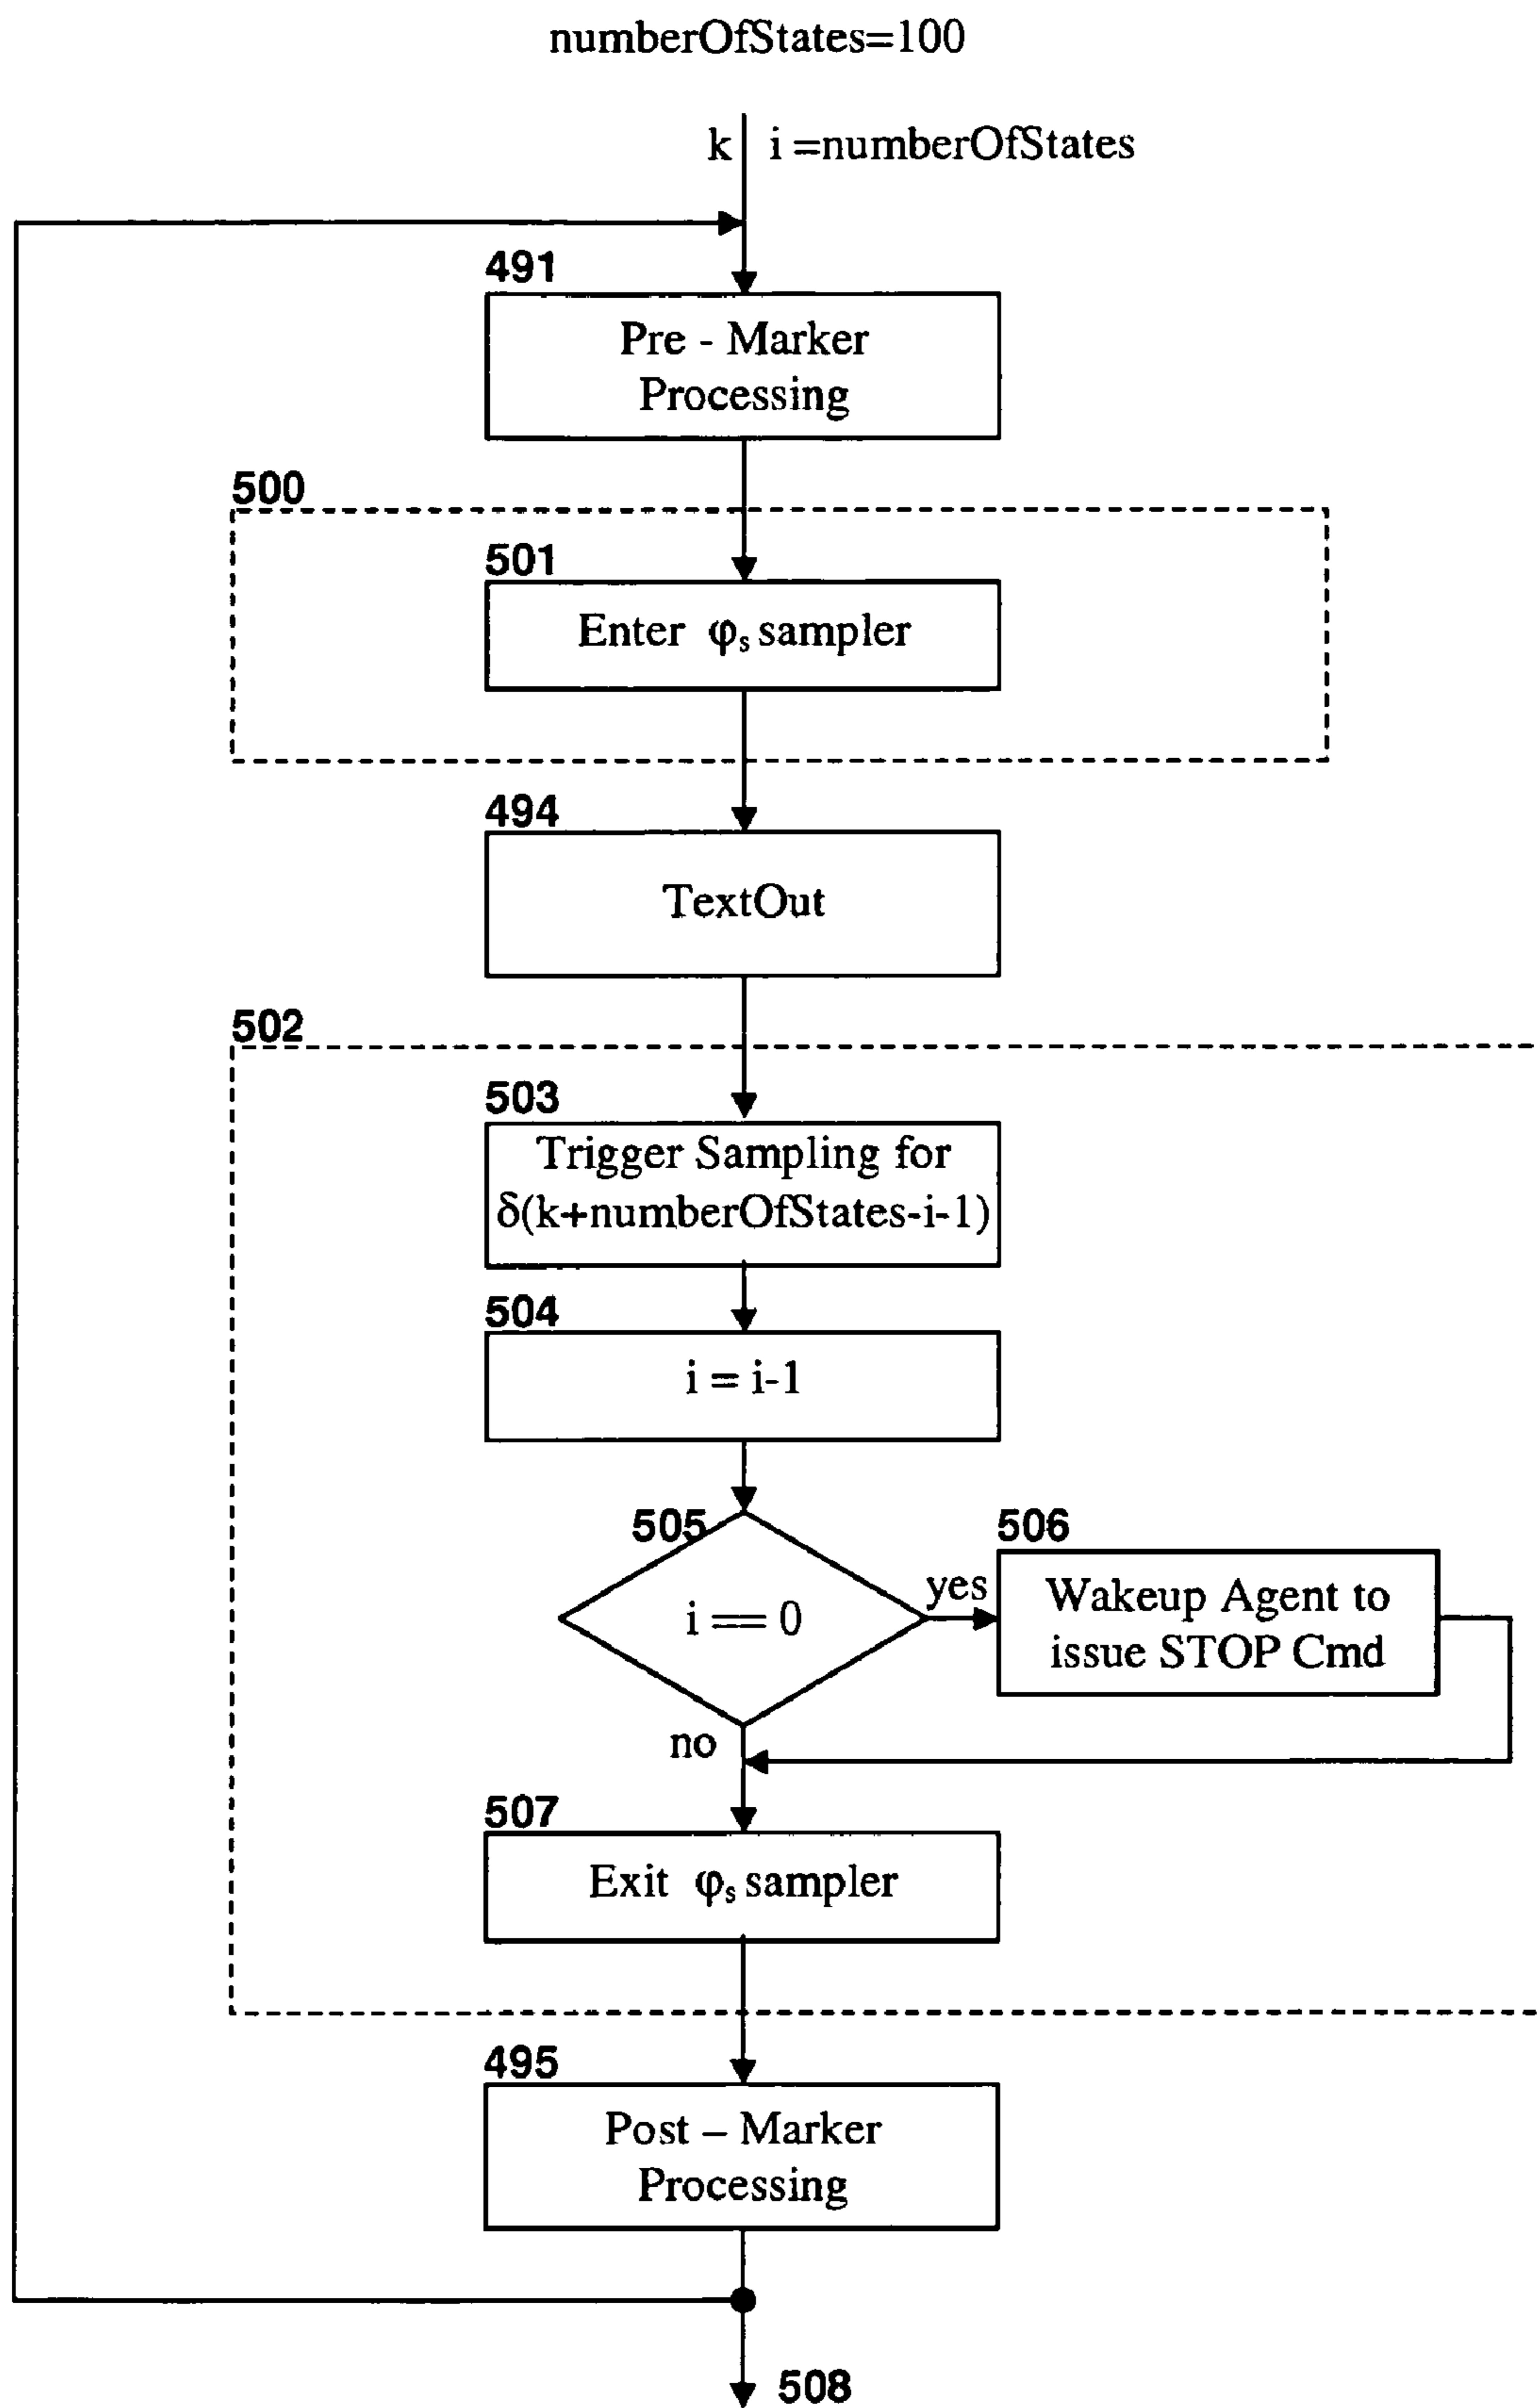 numberOfStates=100
k
i =numberOfStates
491
Pre - Marker
Processing
500
501
Enter φs sampler
494
TextOut
502
503
Trigger Sampling for
δ(k+numberOfStates-i-1)
504
i = i-1
505
i == 0
yes
506
Wakeup Agent to
issue STOP Cmd
no
507
Exit φs sampler
495
Post – Marker
Processing
508